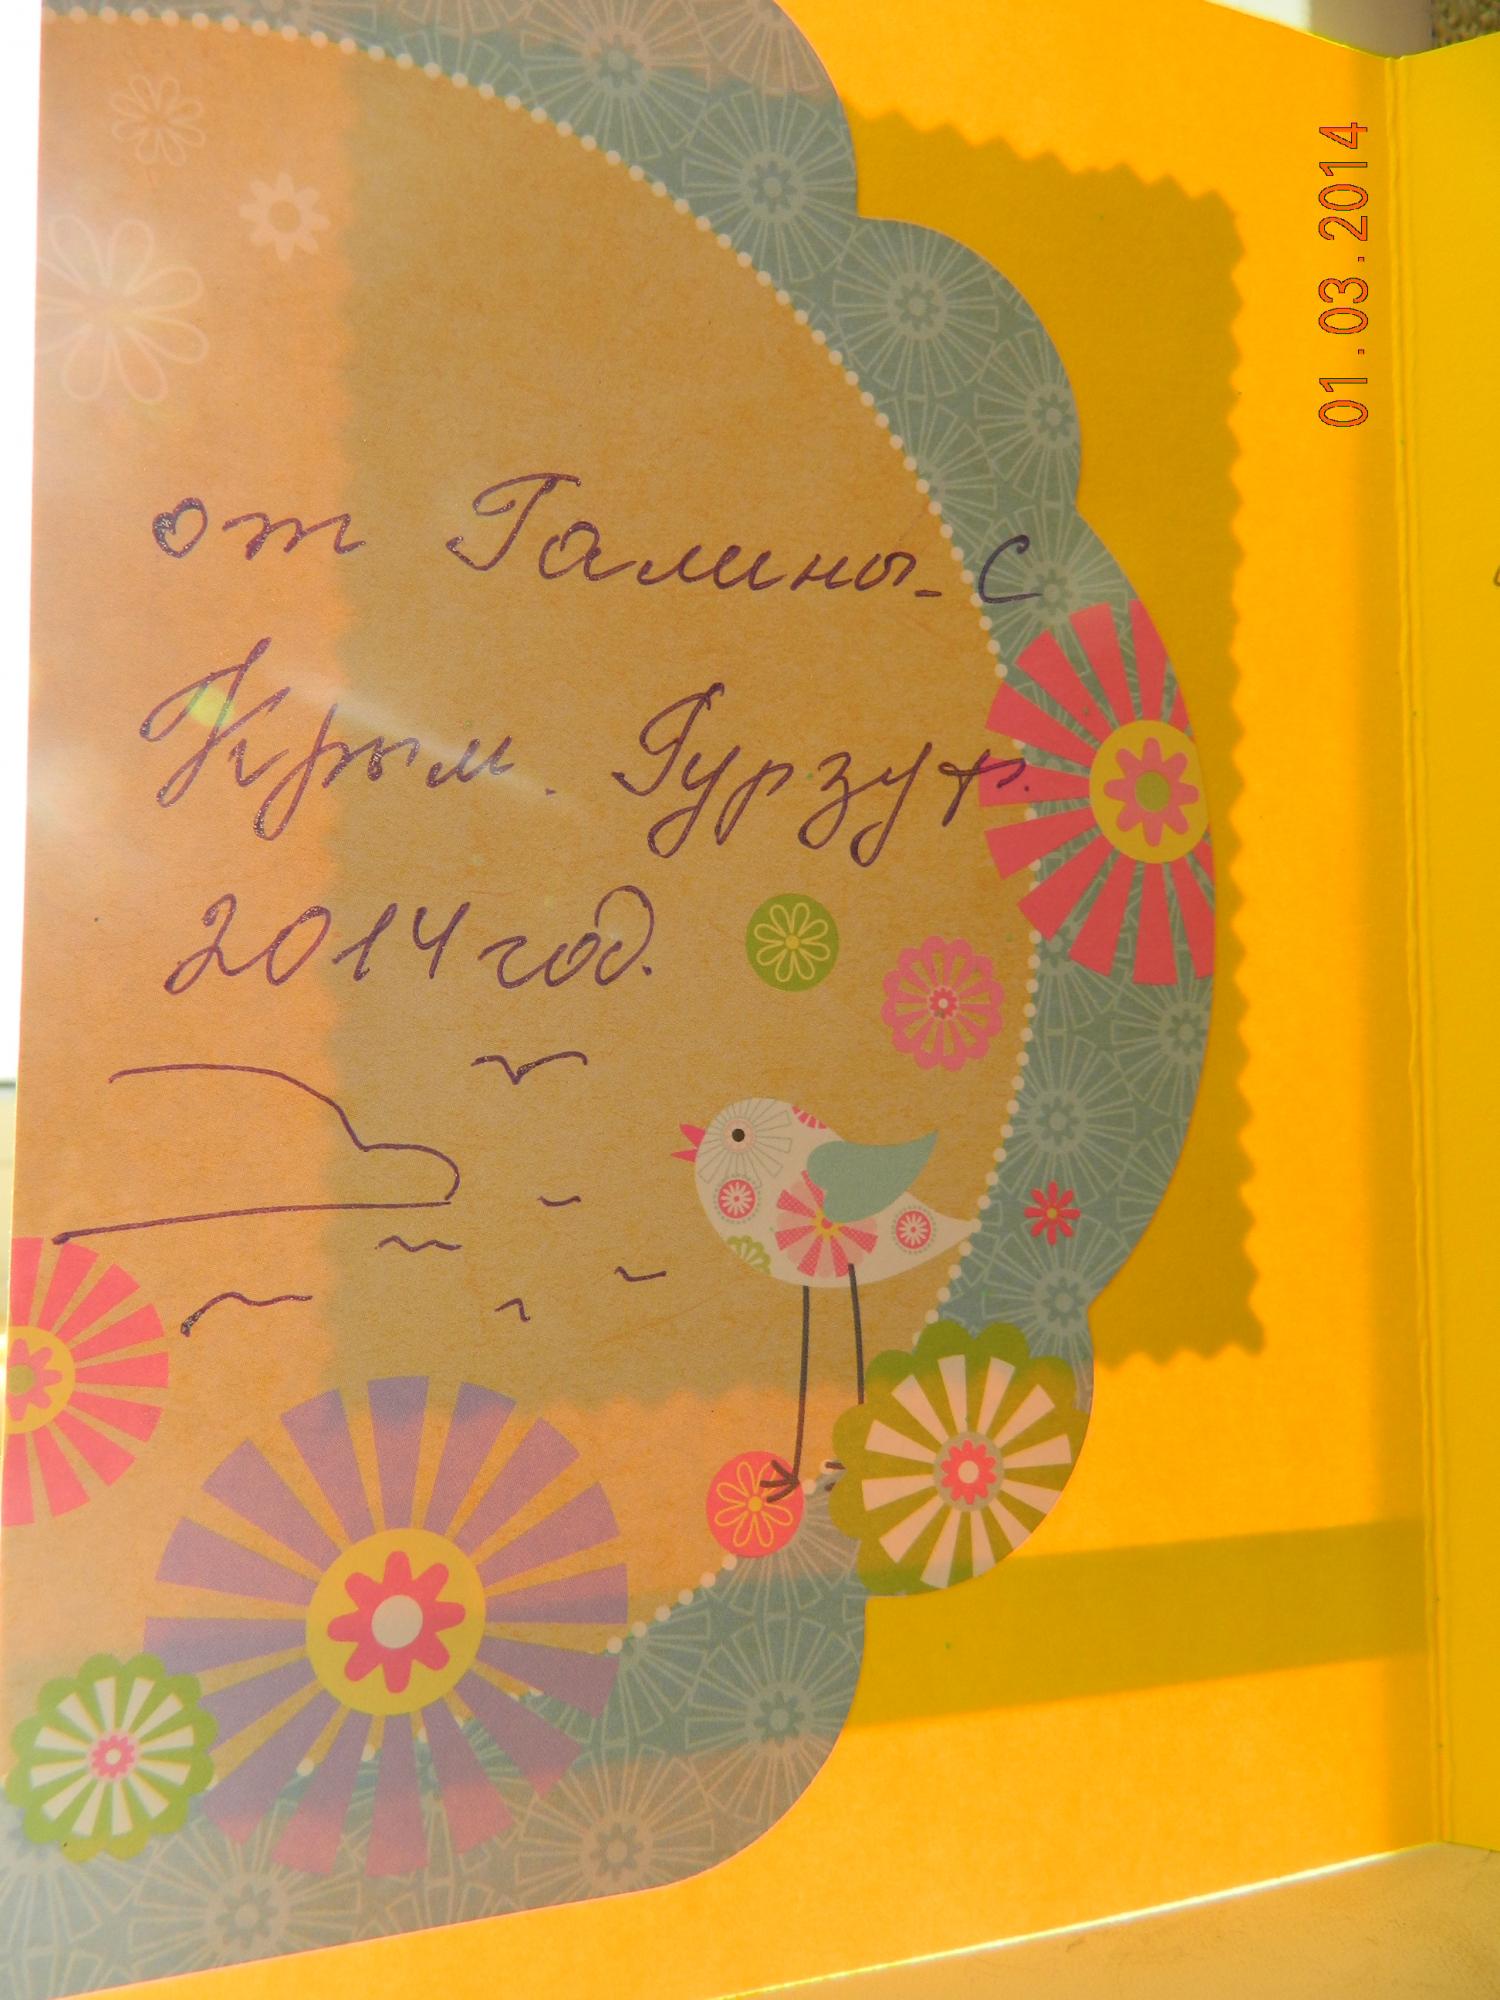 от Галины-С
Крым. Гурзуф.
2014 год.
01.03.2014